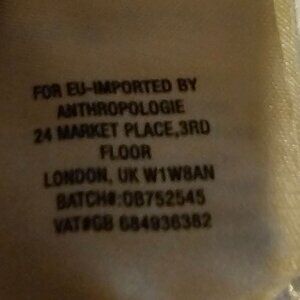 FOR EU-IMPORTED BY
ANTHROPOLOGIE
24 MARKET PLACE,3RD
FLOOR
LONDON, UK W1W8AN
BATCH#:OB752545
VAT#GB 684936382